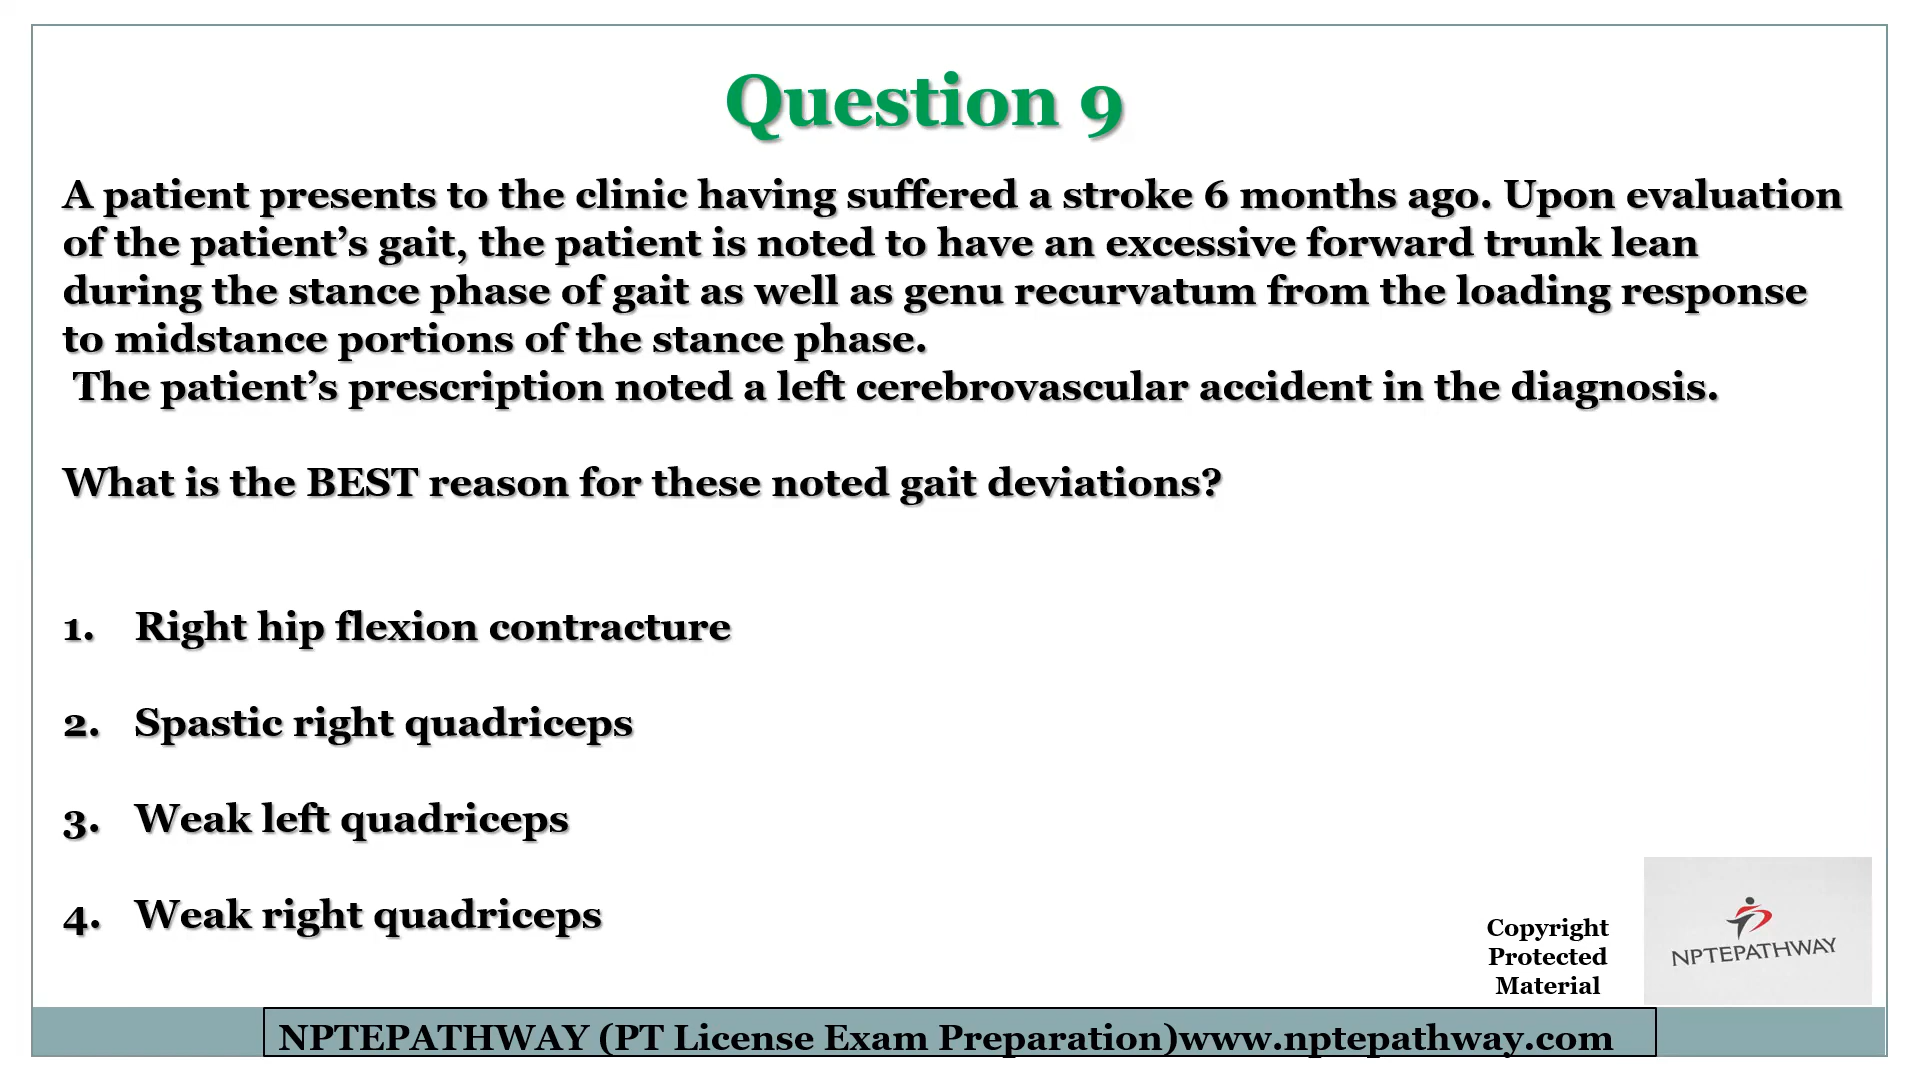 Question 9
A patient presents to the clinic having suffered a stroke 6 months ago. Upon evaluation
of the patient’s gait, the patient is noted to have an excessive forward trunk lean
during the stance phase of gait as well as genu recurvatum from the loading response
to midstance portions of the stance phase.
The patient’s prescription noted a left cerebrovascular accident in the diagnosis.
What is the BEST reason for these noted gait deviations?
1. Right hip flexion contracture
2. Spastic right quadriceps
3. Weak left quadriceps
4. Weak right quadriceps
Copyright
Protected
Material
NPTEPATHWAY
NPTEPATHWAY (PT License Exam Preparation)www.nptepathway.com